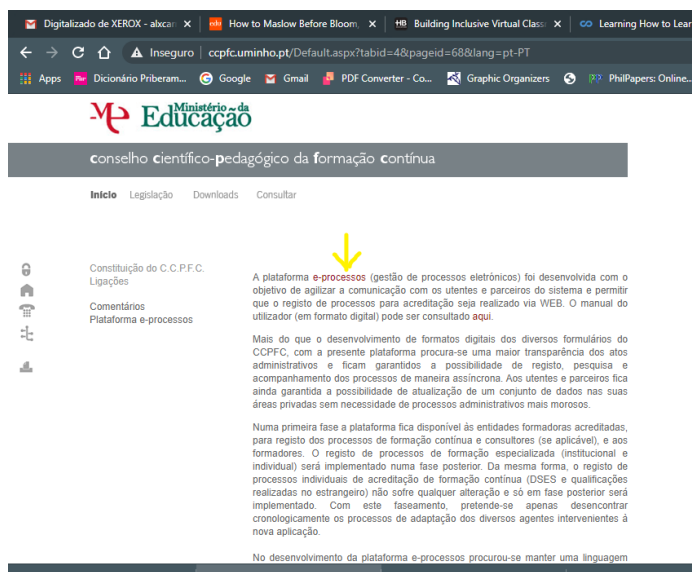 Digitalizado de XEROX - alxcan
How to Maslow Before Bloom,
Building Inclusive Virtual Class
Learning How to Lear
Inseguro | ccpfc.uminho.pt/Default.aspx?tabid=4&pageid=68&lang=pt-PT
Apps Dicionário Priberam... Google Gmail PDF Converter - Co... Graphic Organizers PhilPapers: Online...
Ministério da
Educação
conselho científico-pedagógico da formação contínua
Início Legislação Downloads Consultar
Constituição do C.C.P.F.C.
Ligações
Comentários
Plataforma e-processos
A plataforma e-processos (gestão de processos eletrónicos) foi desenvolvida com o
objetivo de agilizar a comunicação com os utentes e parceiros do sistema e permitir
que o registo de processos para acreditação seja realizado via WEB. O manual do
utilizador (em formato digital) pode ser consultado aqui.
Mais do que o desenvolvimento de formatos digitais dos diversos formulários do
CCPFC, com a presente plataforma procura-se uma maior transparência dos atos
administrativos e ficam garantidos a possibilidade de registo, pesquisa e
acompanhamento dos processos de maneira assíncrona. Aos utentes e parceiros fica
ainda garantida a possibilidade de atualização de um conjunto de dados nas suas
áreas privadas sem necessidade de processos administrativos mais morosos.
Numa primeira fase a plataforma fica disponível ás entidades formadoras acreditadas,
para registo dos processos de formação contínua e consultores (se aplicável), e aos
formadores. O registo de processos de formação especializada (institucional e
individual) será implementado numa fase posterior. Da mesma forma, o registo de
processos individuais de acreditação de formação contínua (DSES e qualificações
realizadas no estrangeiro) não sofre qualquer alteração e só em fase posterior será
implementado. Com este faseamento, pretende-se apenas desencontrar
cronologicamente os processos de adaptação dos diversos agentes intervenientes á
nova aplicação.
No desenvolvimento da plataforma e-processos procurou-se manter uma linguagem